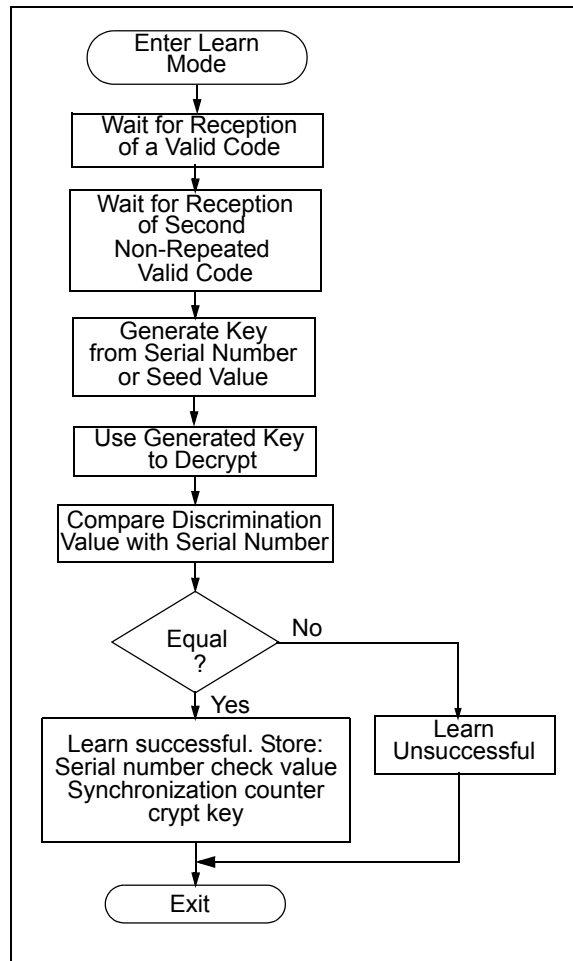 Enter Learn
Mode
Wait for Reception
of a Valid Code
Wait for Reception
of Second
Non-Repeated
Valid Code
Generate Key
from Serial Number
or Seed Value
Use Generated Key
to Decrypt
Compare Discrimination
Value with Serial Number
Equal
?
No
Yes
Learn successful. Store:
Serial number check value
Synchronization counter
crypt key
Learn
Unsuccessful
Exit